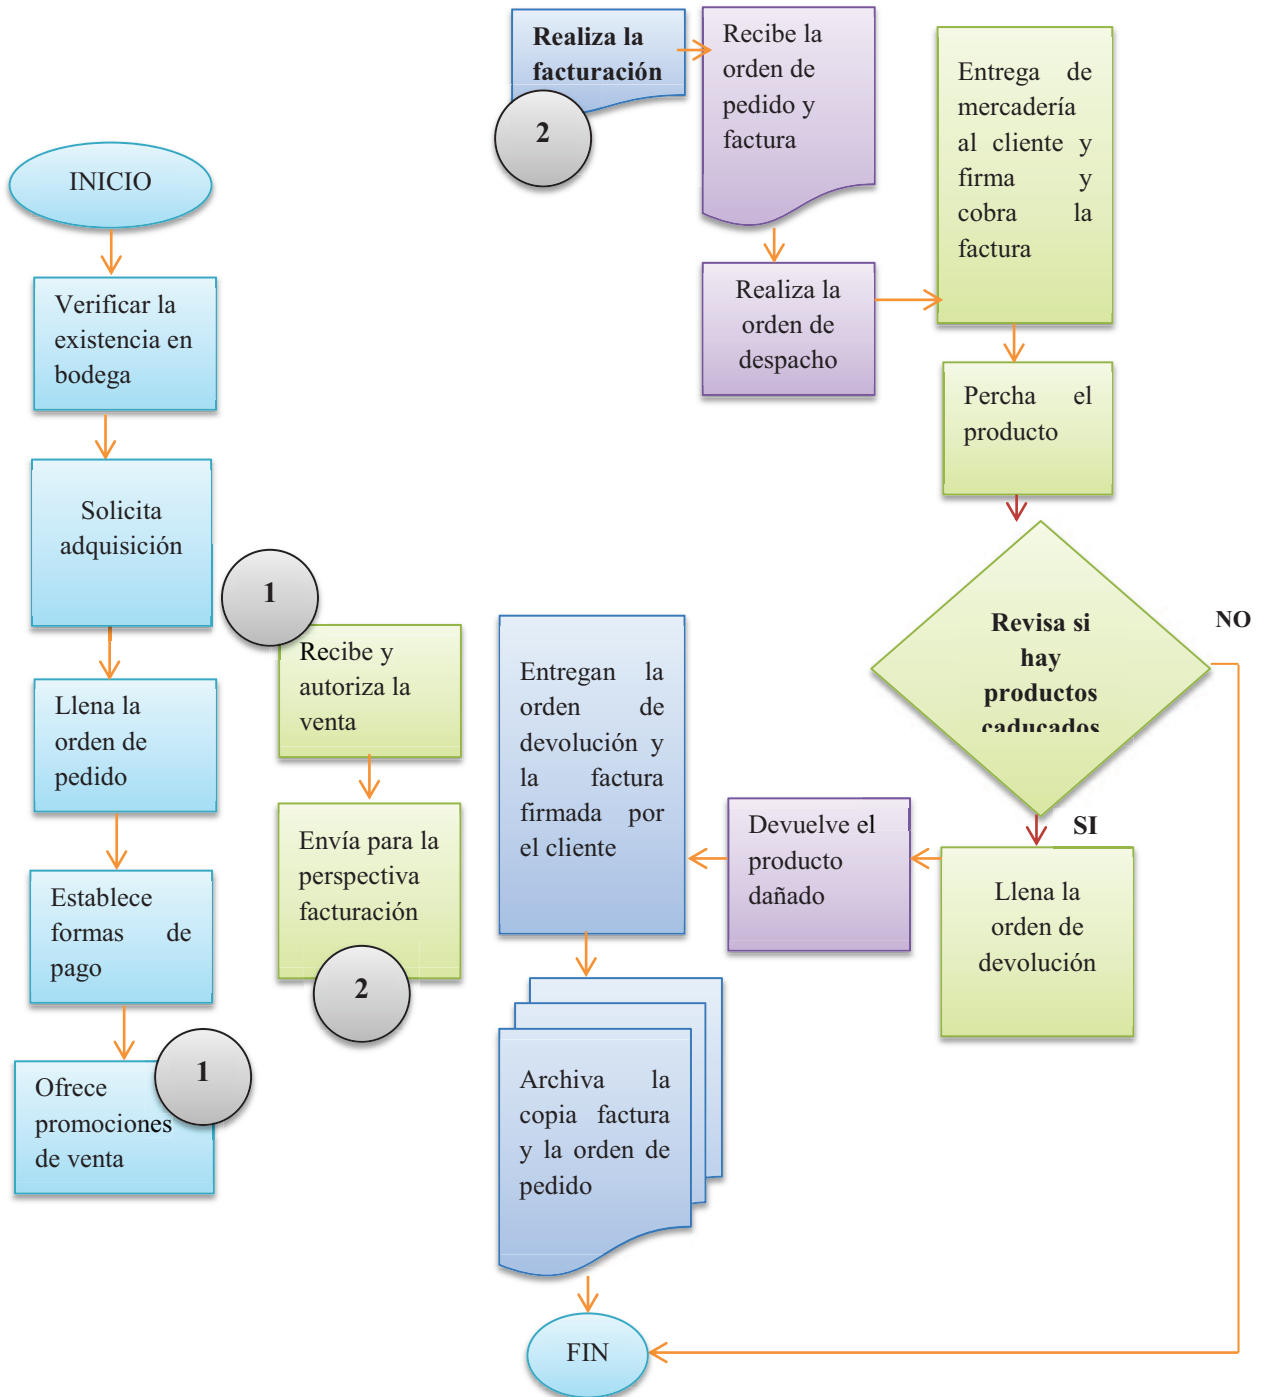 INICIO
Verificar la
existencia en
bodega
Solicita
adquisición
Llena la
orden de
pedido
Establece
formas de
pago
Ofrece
promociones
de venta
1
1
Recibe y
autoriza la
venta
Envía para la
perspectiva
facturación
2
Realiza la
facturación
2
Recibe la
orden de
pedido y
factura
Realiza la
orden de
despacho
Entrega de
mercadería
al cliente y
firma y
cobra la
factura
Percha el
producto
Revisa si
hay
productos
caducados
NO
SI
Llena la
orden de
devolución
Devuelve el
producto
dañado
Entregan la
orden de
devolución y
la factura
firmada por
el cliente
Archiva la
copia factura
y la orden de
pedido
FIN